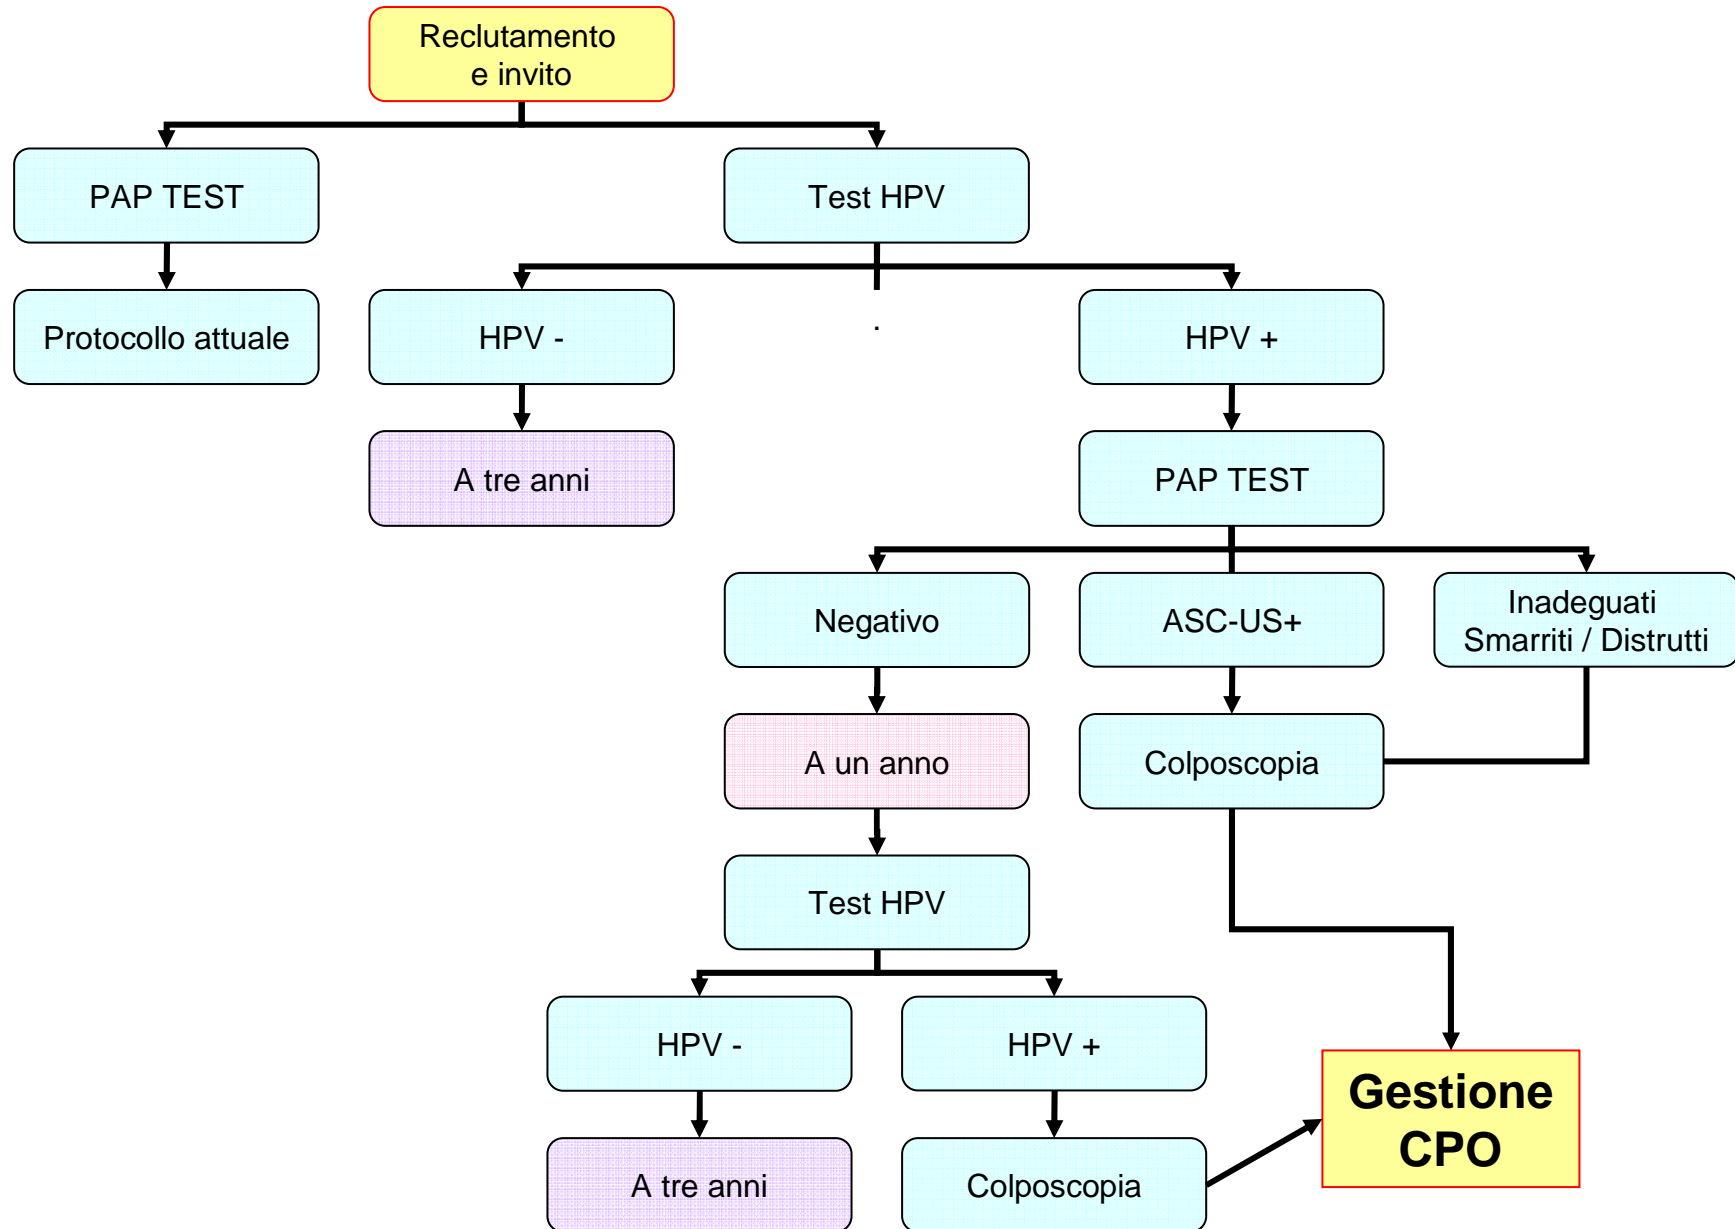 Reclutamento
e invito
PAP TEST
Test HPV
Protocollo attuale
HPV -
.
HPV +
A tre anni
PAP TEST
Negativo
ASC-US+
Inadeguati
Smarriti / Distrutti
A un anno
Colposcopia
Test HPV
HPV -
HPV +
Gestione
CPO
A tre anni
Colposcopia